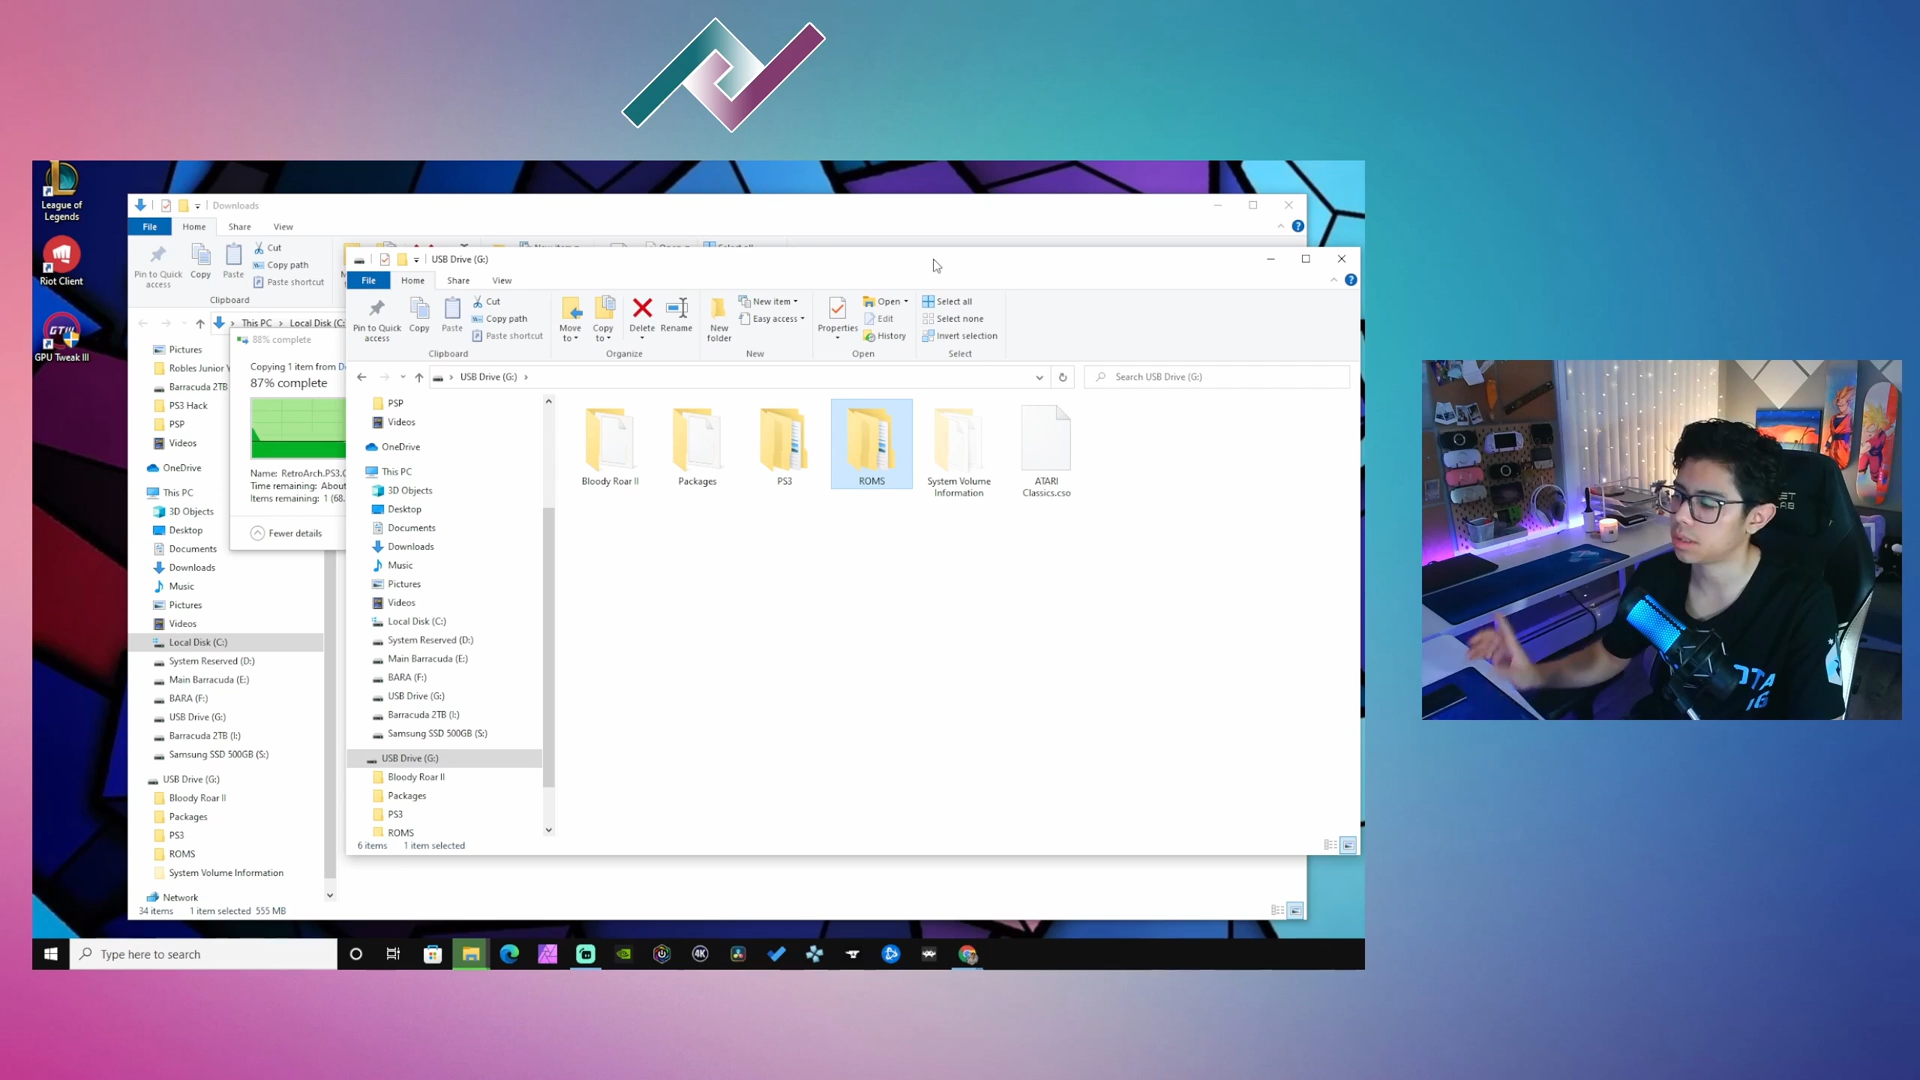 League of
Legends
Riot Client
GPU Tweak III
Downloads
File Home Share View
Pin to Quick
access
Copy
Paste
Cut
Copy path
Paste shortcut
Clipboard
This PC > Local Disk (C:
Pictures
Robles Junior Y
Barracuda 2TB
PS3 Hack
PSP
Videos
OneDrive
This PC
3D Objects
Desktop
Documents
Downloads
Music
Pictures
Videos
Local Disk (C:)
System Reserved (D:)
Main Barracuda (E:)
BARA (F:)
USB Drive (G:)
Barracuda 2TB (I:)
Samsung SSD 500GB (S:)
USB Drive (G:)
Bloody Roar II
Packages
PS3
ROMS
System Volume Information
Network
34 items 1 item selected 555 MB
88% complete
Copying 1 item from
87% complete
Name: RetroArch.PS3.
Time remaining: About
Items remaining: 1 (68.
Fewer details
USB Drive (G:)
File Home Share View
Pin to Quick
access
Copy
Paste
Cut
Copy path
Paste shortcut
Clipboard
Move
to
Copy
to
Delete
Rename
Organize
New
folder
New item
Easy access
New
Properties
Open
Edit
History
Open
Select all
Select none
Invert selection
Select
USB Drive (G:)
Search USB Drive (G:)
PSP
Videos
OneDrive
This PC
3D Objects
Desktop
Documents
Downloads
Music
Pictures
Videos
Local Disk (C:)
System Reserved (D:)
Main Barracuda (E:)
BARA (F:)
USB Drive (G:)
Barracuda 2TB (I:)
Samsung SSD 500GB (S:)
USB Drive (G:)
Bloody Roar II
Packages
PS3
ROMS
Bloody Roar II
Packages
PS3
ROMS
System Volume
Information
ATARI
Classics.cso
6 items 1 item selected
Type here to search
4K